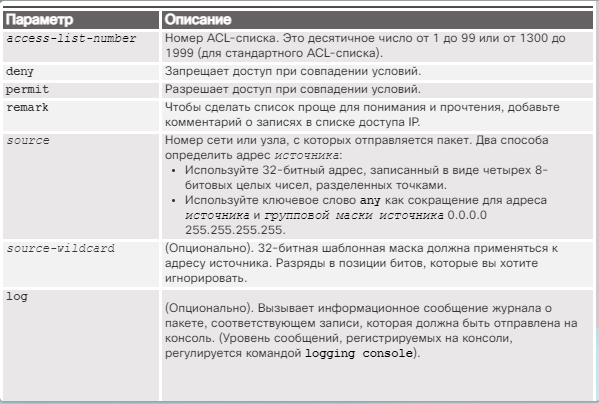 Параметр Описание
access-list-number Номер ACL-списка. Это десятичное число от 1 до 99 или от 1300 до
1999 (для стандартного ACL-списка).
deny Запрещает доступ при совпадении условий.
permit Разрешает доступ при совпадении условий.
remark Чтобы сделать список проще для понимания и прочтения, добавьте
комментарий о записях в списке доступа IP.
source Номер сети или узла, с которых отправляется пакет. Два способа
определить адрес источника:
• Используйте 32-битный адрес, записанный в виде четырех 8-
битовых целых чисел, разделенных точками.
• Используйте ключевое слово any как сокращение для адреса
источника и групповой маски источника 0.0.0.0
255.255.255.255.
source-wildcard (Опционально). 32-битная шаблонная маска должна применяться к
адресу источника. Разряды в позиции битов, которые вы хотите
игнорировать.
log
(Опционально). Вызывает информационное сообщение журнала о
пакете, соответствующем записи, которая должна быть отправлена на
консоль. (Уровень сообщений, регистрируемых на консоли,
регулируется командой logging console).